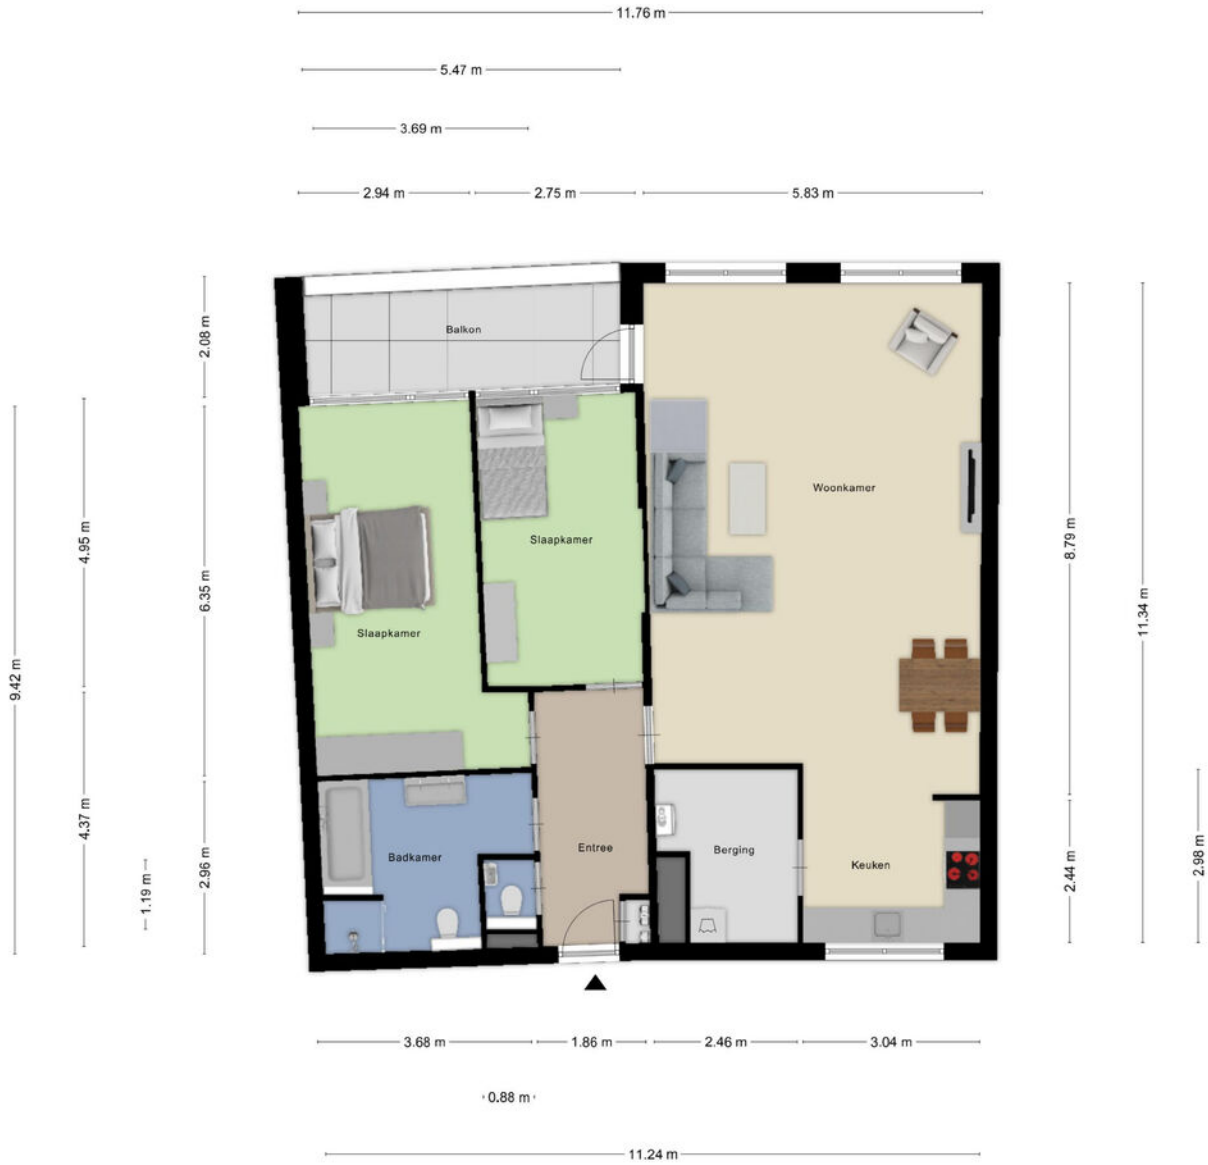 11.76 m
5.47 m
3.69 m
2.94 m
2.75 m
5.83 m
2.08 m
Balkon
4.95 m
6.35 m
9.42 m
Woonkamer
Slaapkamer
Slaapkamer
8.79 m
11.34 m
4.37 m
1.19 m
2.96 m
Badkamer
Entree
Berging
Keuken
2.44 m
2.98 m
3.68 m
1.86 m
2.46 m
3.04 m
0.88 m
11.24 m